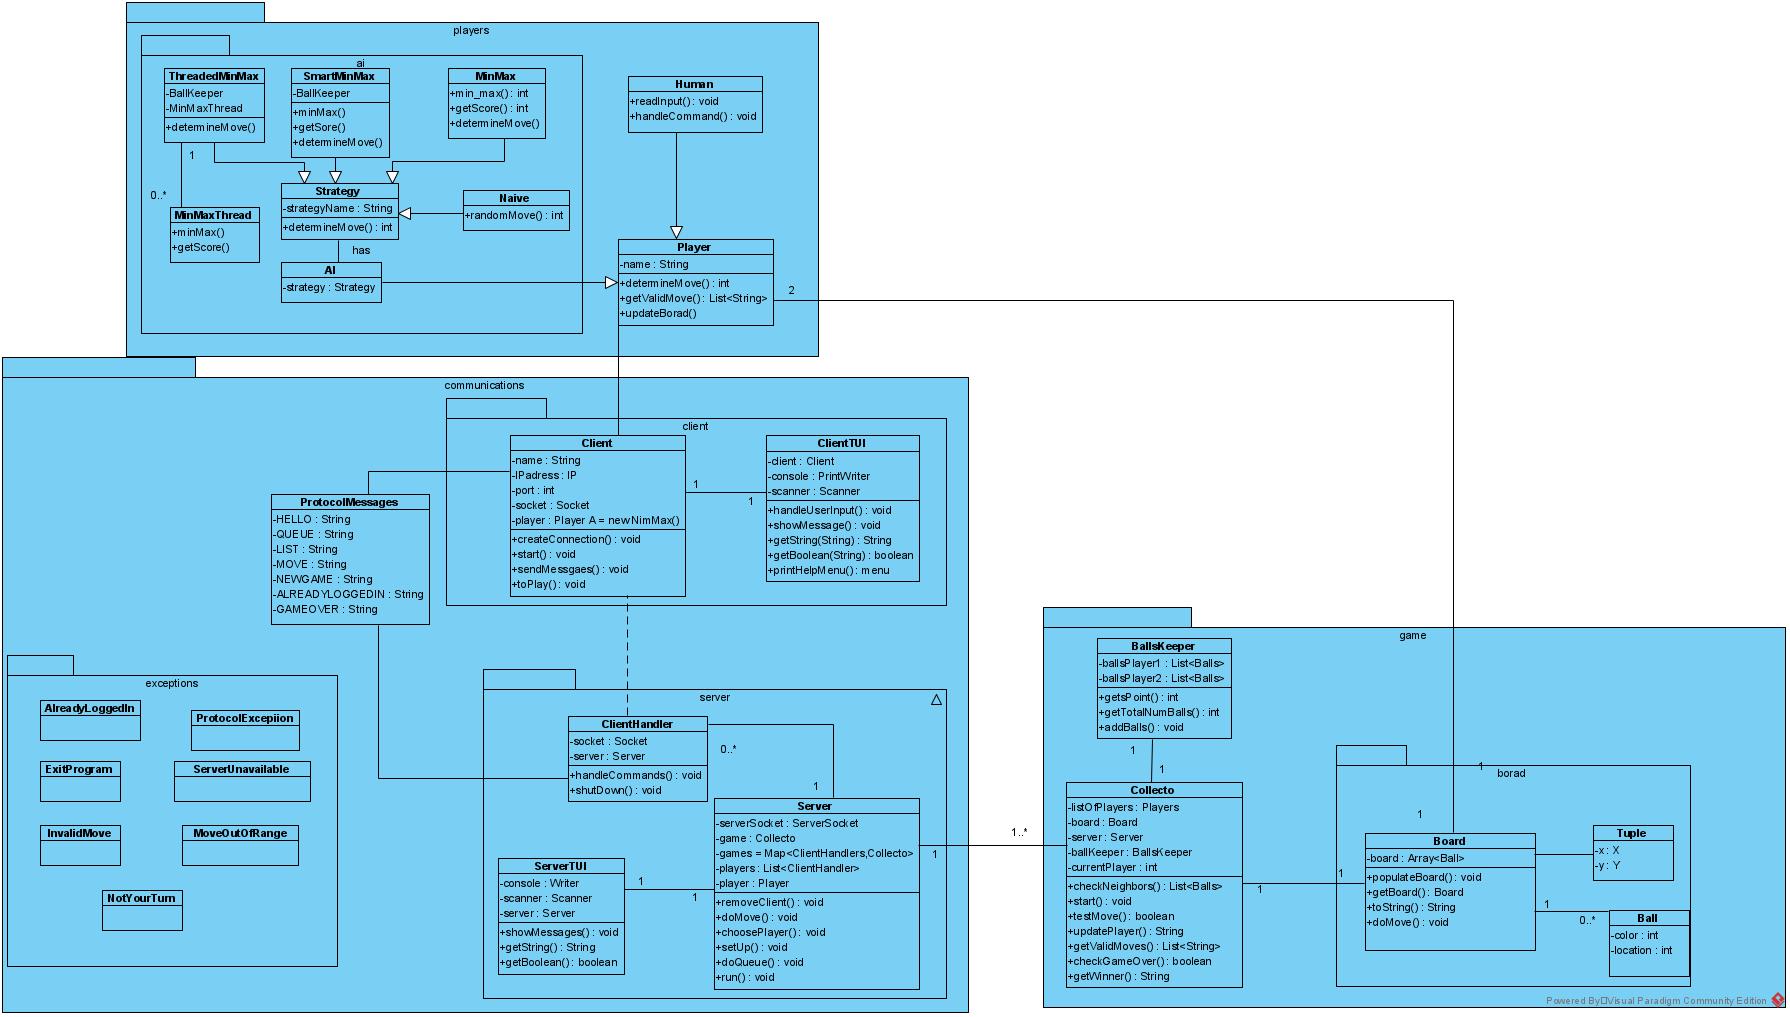 players
ai
ThreadedMinMax
-BallKeeper
-MinMaxThread
+determineMove()
SmartMinMax
-BallKeeper
+minMax()
+getSore()
+determineMove()
MinMax
+min_max() : int
+getScore() : int
+determineMove()
Human
+readInput() : void
+handleCommand() : void
1
0..*
MinMaxThread
+minMax()
+getScore()
Strategy
-strategyName : String
+determineMove() : int
Naive
+randomMove() : int
has
AI
-strategy : Strategy
Player
-name : String
+determineMove() : int
+getValidMove() : List<String>
+updateBorad()
2
communications
client
Client
-name : String
-IPadress : IP
-port : int
-socket : Socket
-player : Player A = new NimMax()
+createConnection() : void
+start() : void
+sendMessgaes() : void
+toPlay() : void
1
1
ClientTUI
-client : Client
-console : PrintWriter
-scanner : Scanner
+handleUserInput() : void
+showMessage() : void
+getString(String) : String
+getBoolean(String) : boolean
+printHelpMenu() : menu
ProtocolMessages
-HELLO : String
-QUEUE : String
-LIST : String
-MOVE : String
-NEWGAME : String
-ALREADYLOGGEDIN : String
-GAMEOVER : String
exceptions
AlreadyLoggedIn
ProtocolExcepiion
ExitProgram
ServerUnavailable
InvalidMove
MoveOutOfRange
NotYourTurn
server
ClientHandler
-socket : Socket
-server : Server
+handleCommands() : void
+shutDown() : void
0..*
1
Server
-serverSocket : ServerSocket
-game : Collecto
-games = Map<ClientHandlers,Collecto>
-players : List<ClientHandler>
-player : Player
+removeClient() : void
+doMove() : void
+choosePlayer() : void
+setUp() : void
+doQueue() : void
+run() : void
ServerTUI
-console : Writer
-scanner : Scanner
-server : Server
+showMessages() : void
+getString() : String
+getBoolean() : boolean
1
1
1
1..*
game
BallsKeeper
-ballsPlayer1 : List<Balls>
-ballsPlayer2 : List<Balls>
+getsPoint() : int
+getTotalNumBalls() : int
+addBalls() : void
1
1
Collecto
-listOfPlayers : Players
-board : Board
-server : Server
-ballKeeper : BallsKeeper
-currentPlayer : int
+checkNeighbors() : List<Balls>
+start() : void
+testMove() : boolean
+updatePlayer() : String
+getValidMoves() : List<String>
+checkGameOver() : boolean
+getWinner() : String
1
1
1
borad
1
Board
-board : Array<Ball>
+populateBoard() : void
+getBoard() : Board
+toString() : String
+doMove() : void
Tuple
-x : X
-y : Y
1
0..*
Ball
-color : int
-location : int
Powered By Visual Paradigm Community Edition